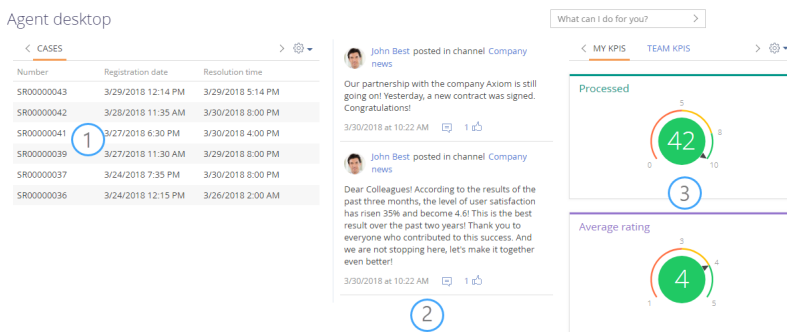 Agent desktop
What can I do for you?
CASES
Number Registration date Resolution time
SR00000043 3/29/2018 12:14 PM 3/29/2018 5:14 PM
SR00000042 3/28/2018 11:35 AM 3/30/2018 8:00 PM
SR00000041 3/27/2018 6:30 PM 3/30/2018 4:00 PM
SR00000039 3/27/2018 11:30 AM 3/29/2018 8:00 PM
SR00000037 3/24/2018 7:35 PM 3/30/2018 8:00 PM
SR00000036 3/24/2018 12:15 PM 3/26/2018 2:00 AM
1
John Best posted in channel Company
news
Our partnership with the company Axiom is still
going on! Yesterday, a new contract was signed.
Congratulations!
3/30/2018 at 10:22 AM 1
John Best posted in channel Company
news
Dear Colleagues! According to the results of the
past three months, the level of user satisfaction
has risen 35% and become 4.6! This is the best
result over the past two years! Thank you to
everyone who contributed to this success. And
we are not stopping here, let's make it together
even better!
3/30/2018 at 10:22 AM 1
2
MY KPIS TEAM KPIS
Processed
5
8
42
0 10
3
Average rating
3
4
4
1 5